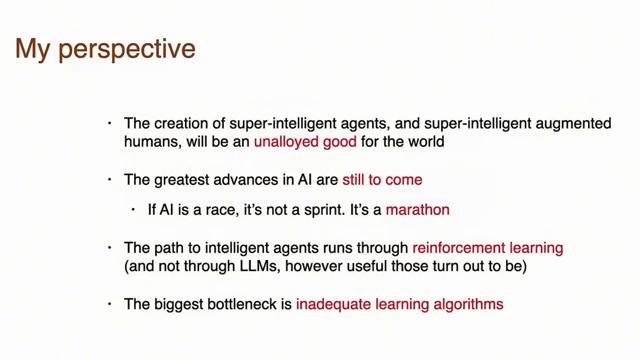 My perspective
• The creation of super-intelligent agents, and super-intelligent augmented
humans, will be an unalloyed good for the world
• The greatest advances in AI are still to come
• If AI is a race, it's not a sprint. It's a marathon
• The path to intelligent agents runs through reinforcement learning
(and not through LLMs, however useful those turn out to be)
• The biggest bottleneck is inadequate learning algorithms